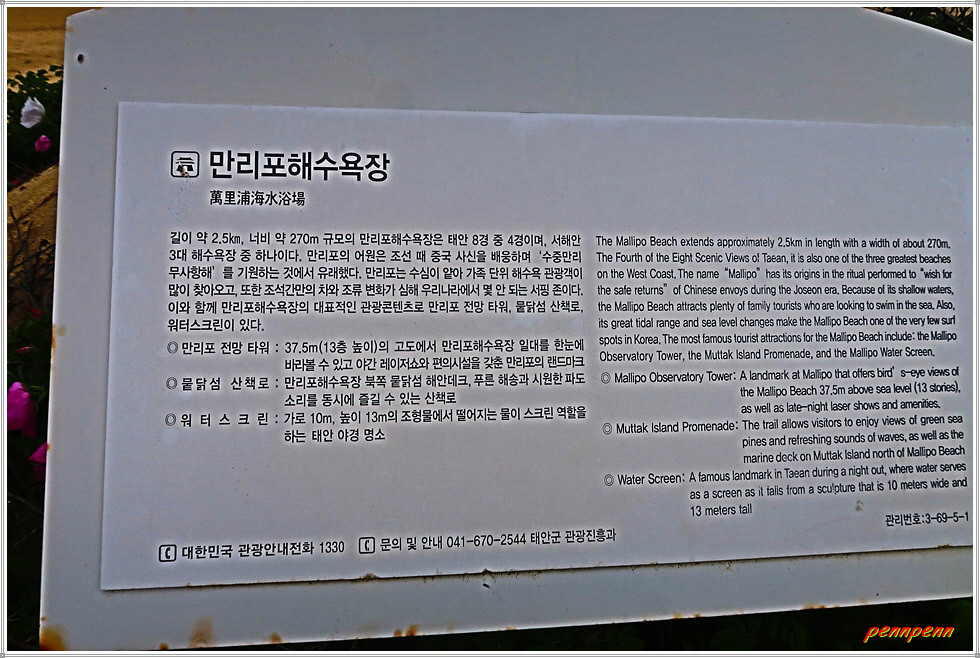 만리포해수욕장
萬里浦海水浴場
길이 약 2.5㎞, 너비 약 270m 규모의 만리포해수욕장은 태안 8경 중 4경이며, 서해안
3대 해수욕장 중 하나이다. 만리포의 어원은 조선 때 중국 사신을 배웅하며 ‘수중만리
무사항해’를 기원하는 것에서 유래했다. 만리포는 수심이 얕아 가족 단위 해수욕 관광객이
많이 찾아오고, 또한 조석간만의 차와 조류 변화가 심해 우리나라에서 몇 안 되는 서핑 존이다.
이와 함께 만리포해수욕장의 대표적인 관광콘텐츠로 만리포 전망 타워, 뭍닭섬 산책로,
워터스크린이 있다.
◎ 만리포 전망 타워 : 37.5m(13층 높이)의 고도에서 만리포해수욕장 일대를 한눈에
바라볼 수 있고 야간 레이저쇼와 편의시설을 갖춘 만리포의 랜드마크
◎ 뭍닭섬 산책로 : 만리포해수욕장 북쪽 뭍닭섬 해안데크, 푸른 해송과 시원한 파도
소리를 동시에 즐길 수 있는 산책로
◎ 워터스크린 : 가로 10m, 높이 13m의 조형물에서 떨어지는 물이 스크린 역할을
하는 태안 야경 명소
The Mallipo Beach extends approximately 2.5km in length with a width of about 270m.
The Fourth of the Eight Scenic Views of Taean, it is also one of the three greatest beaches
on the West Coast. The name “Mallipo” has its origins in the ritual performed to “wish for
the safe returns” of Chinese envoys during the Joseon era. Because of its shallow waters,
the Mallipo Beach attracts plenty of family tourists who are looking to swim in the sea. Also,
its great tidal range and sea level changes make the Mallipo Beach one of the very few surf
spots in Korea. The most famous tourist attractions for the Mallipo Beach include: the Mallipo
Observatory Tower, the Muttak Island Promenade, and the Mallipo Water Screen.
◎ Mallipo Observatory Tower: A landmark at Mallipo that offers bird’s-eye views of
the Mallipo Beach 37.5m above sea level (13 stories),
as well as late-night laser shows and amenities.
◎ Muttak Island Promenade: The trail allows visitors to enjoy views of green sea
pines and refreshing sounds of waves, as well as the
marine deck on Muttak Island north of Mallipo Beach
◎ Water Screen: A famous landmark in Taean during a night out, where water serves
as a screen as it falls from a sculpture that is 10 meters wide and
13 meters tall
관리번호:3-69-5-1
대한민국 관광안내전화 1330 문의 및 안내 041-670-2544 태안군 관광진흥과
pennpenn